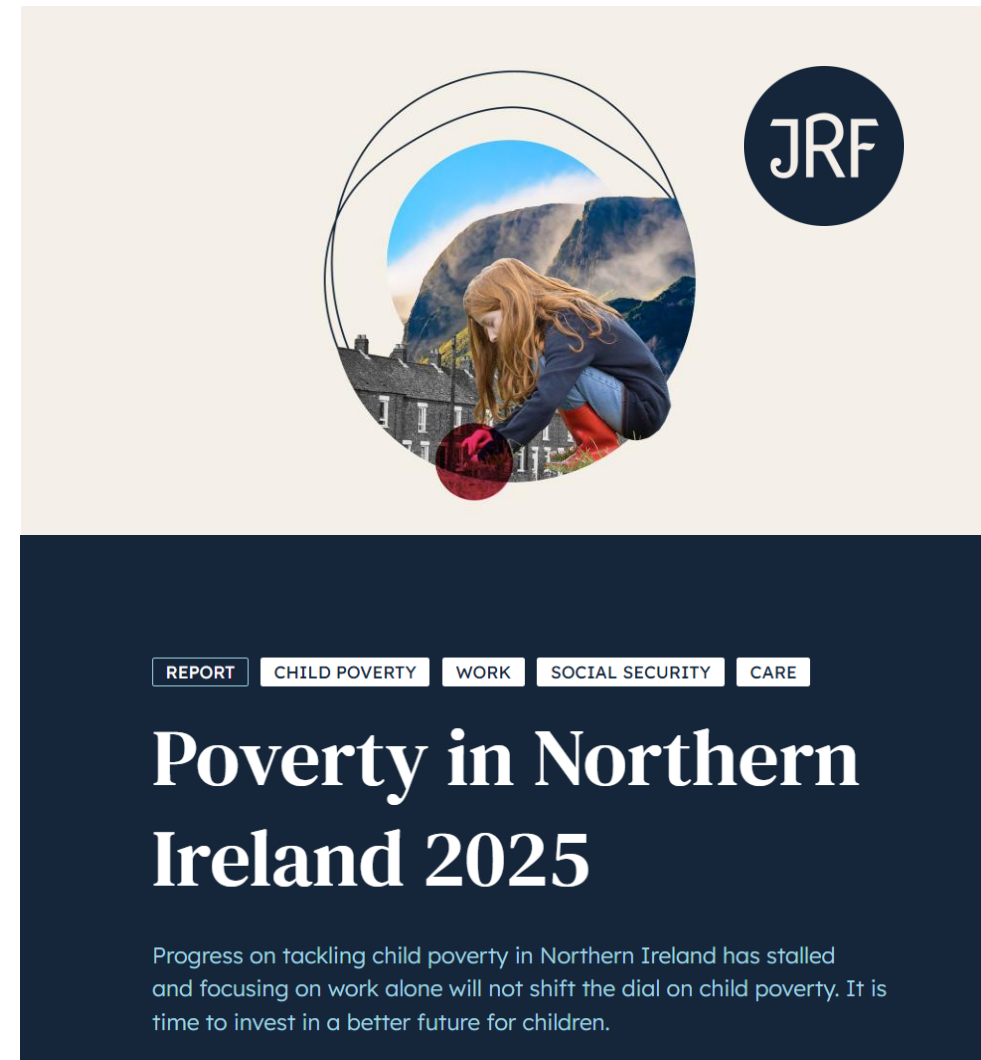 JRF
REPORT CHILD POVERTY WORK SOCIAL SECURITY CARE
Poverty in Northern
Ireland 2025
Progress on tackling child poverty in Northern Ireland has stalled
and focusing on work alone will not shift the dial on child poverty. It is
time to invest in a better future for children.